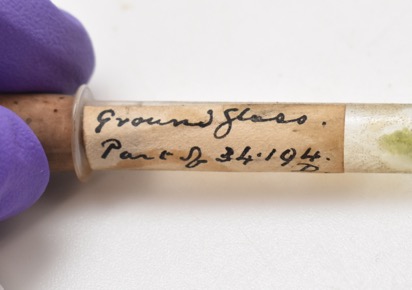 Ground glass.
Part of 34.194.
D